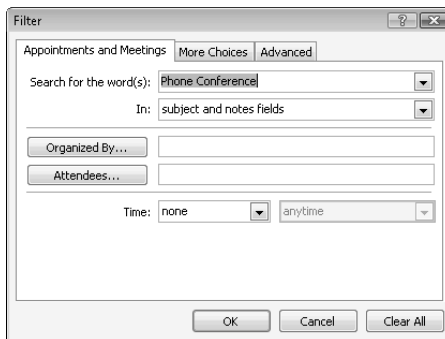 Filter
Appointments and Meetings More Choices Advanced
Search for the word(s): Phone Conference
In: subject and notes fields
Organized By...
Attendees...
Time: none anytime
OK Cancel Clear All